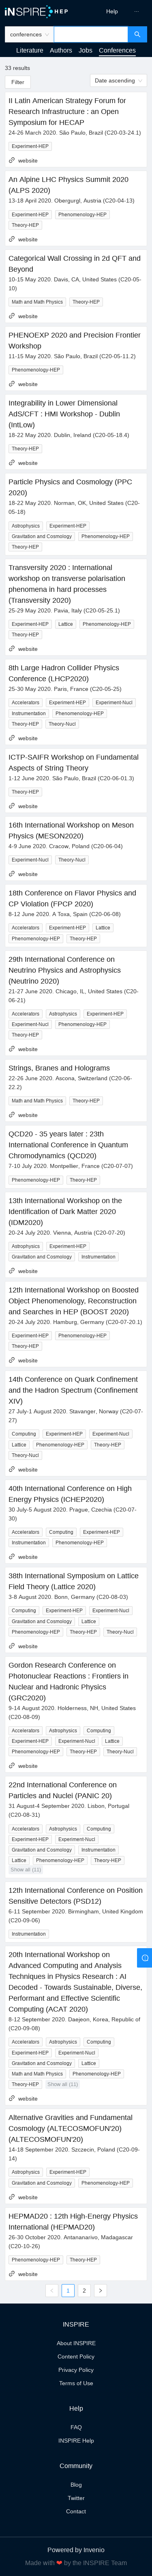 iNSPIRE HEP
Help
conferences
Literature Authors Jobs Conferences
33 results
Date ascending
Filter
II Latin American Strategy Forum for Research Infrastructure : an Open Symposium for HECAP
24-26 March 2020. São Paulo, Brazil (C20-03-24.1)
Experiment-HEP
website
An Alpine LHC Physics Summit 2020 (ALPS 2020)
13-18 April 2020. Obergurgl, Austria (C20-04-13)
Experiment-HEP Phenomenology-HEP
Theory-HEP
website
Categorical Wall Crossing in 2d QFT and Beyond
10-15 May 2020. Davis, CA, United States (C20-05-10)
Math and Math Physics Theory-HEP
website
PHENOEXP 2020 and Precision Frontier Workshop
11-15 May 2020. São Paulo, Brazil (C20-05-11.2)
Phenomenology-HEP
website
Integrability in Lower Dimensional AdS/CFT : HMI Workshop - Dublin (IntLow)
18-22 May 2020. Dublin, Ireland (C20-05-18.4)
Theory-HEP
website
Particle Physics and Cosmology (PPC 2020)
18-22 May 2020. Norman, OK, United States (C20-05-18)
Astrophysics Experiment-HEP
Gravitation and Cosmology Phenomenology-HEP
Theory-HEP
website
Transversity 2020 : International workshop on transverse polarisation phenomena in hard processes (Transversity 2020)
25-29 May 2020. Pavia, Italy (C20-05-25.1)
Experiment-HEP Lattice Phenomenology-HEP
Theory-HEP
website
8th Large Hadron Collider Physics Conference (LHCP2020)
25-30 May 2020. Paris, France (C20-05-25)
Accelerators Experiment-HEP Experiment-Nucl
Instrumentation Phenomenology-HEP
Theory-HEP Theory-Nucl
website
ICTP-SAIFR Workshop on Fundamental Aspects of String Theory
1-12 June 2020. São Paulo, Brazil (C20-06-01.3)
Theory-HEP
website
16th International Workshop on Meson Physics (MESON2020)
4-9 June 2020. Cracow, Poland (C20-06-04)
Experiment-Nucl Theory-Nucl
website
18th Conference on Flavor Physics and CP Violation (FPCP 2020)
8-12 June 2020. A Toxa, Spain (C20-06-08)
Accelerators Experiment-HEP Lattice
Phenomenology-HEP Theory-HEP
website
29th International Conference on Neutrino Physics and Astrophysics (Neutrino 2020)
21-27 June 2020. Chicago, IL, United States (C20-06-21)
Accelerators Astrophysics Experiment-HEP
Experiment-Nucl Phenomenology-HEP
Theory-HEP
website
Strings, Branes and Holograms
22-26 June 2020. Ascona, Switzerland (C20-06-22.2)
Math and Math Physics Theory-HEP
website
QCD20 - 35 years later : 23th International Conference in Quantum Chromodynamics (QCD20)
7-10 July 2020. Montpellier, France (C20-07-07)
Phenomenology-HEP Theory-HEP
13th International Workshop on the Identification of Dark Matter 2020 (IDM2020)
20-24 July 2020. Vienna, Austria (C20-07-20)
Astrophysics Experiment-HEP
Gravitation and Cosmology Instrumentation
website
12th International Workshop on Boosted Object Phenomenology, Reconstruction and Searches in HEP (BOOST 2020)
20-24 July 2020. Hamburg, Germany (C20-07-20.1)
Experiment-HEP Phenomenology-HEP
Theory-HEP
website
14th Conference on Quark Confinement and the Hadron Spectrum (Confinement XIV)
27 July-1 August 2020. Stavanger, Norway (C20-07-27)
Computing Experiment-HEP Experiment-Nucl
Lattice Phenomenology-HEP Theory-HEP
Theory-Nucl
website
40th International Conference on High Energy Physics (ICHEP2020)
30 July-5 August 2020. Prague, Czechia (C20-07-30)
Accelerators Computing Experiment-HEP
Instrumentation Phenomenology-HEP
website
38th International Symposium on Lattice Field Theory (Lattice 2020)
3-8 August 2020. Bonn, Germany (C20-08-03)
Computing Experiment-HEP Experiment-Nucl
Gravitation and Cosmology Lattice
Phenomenology-HEP Theory-HEP Theory-Nucl
website
Gordon Research Conference on Photonuclear Reactions : Frontiers in Nuclear and Hadronic Physics (GRC2020)
9-14 August 2020. Holderness, NH, United States (C20-08-09)
Accelerators Astrophysics Computing
Experiment-HEP Experiment-Nucl Lattice
Phenomenology-HEP Theory-HEP Theory-Nucl
website
22nd International Conference on Particles and Nuclei (PANIC 20)
31 August-4 September 2020. Lisbon, Portugal (C20-08-31)
Accelerators Astrophysics Computing
Experiment-HEP Experiment-Nucl
Gravitation and Cosmology Instrumentation
Lattice Phenomenology-HEP Theory-HEP
Show all (11)
12th International Conference on Position Sensitive Detectors (PSD12)
6-11 September 2020. Birmingham, United Kingdom (C20-09-06)
Instrumentation
20th International Workshop on Advanced Computing and Analysis Techniques in Physics Research : AI Decoded - Towards Sustainable, Diverse, Performant and Effective Scientific Computing (ACAT 2020)
8-12 September 2020. Daejeon, Korea, Republic of (C20-09-08)
Accelerators Astrophysics Computing
Experiment-HEP Experiment-Nucl
Gravitation and Cosmology Lattice
Math and Math Physics Phenomenology-HEP
Theory-HEP Show all (11)
website
Alternative Gravities and Fundamental Cosmology (ALTECOSMOFUN'20) (ALTECOSMOFUN'20)
14-18 September 2020. Szczecin, Poland (C20-09-14)
Astrophysics Experiment-HEP
Gravitation and Cosmology Phenomenology-HEP
website
HEPMAD20 : 12th High-Energy Physics International (HEPMAD20)
26-30 October 2020. Antananarivo, Madagascar (C20-10-26)
Phenomenology-HEP Theory-HEP
website
1 2
INSPIRE
About INSPIRE
Content Policy
Privacy Policy
Terms of Use
Help
FAQ
INSPIRE Help
Community
Blog
Twitter
Contact
Powered by Invenio
Made with ❤ by the INSPIRE Team